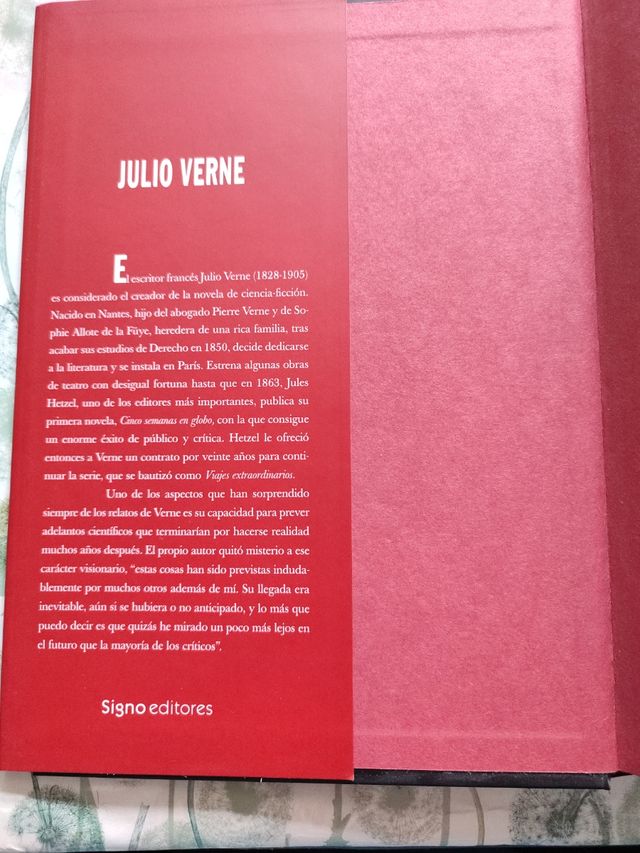 JULIO VERNE
El escritor francés Julio Verne (1828-1905)
es considerado el creador de la novela de ciencia-ficción.
Nacido en Nantes, hijo del abogado Pierre Verne y de So-
phie Allote de la Füye, heredera de una rica familia, tras
acabar sus estudios de Derecho en 1850, decide dedicarse
a la literatura y se instala en París. Estrena algunas obras
de teatro con desigual fortuna hasta que en 1863, Jules
Hetzel, uno de los editores más importantes, publica su
primera novela, Cinco semanas en globo, con la que consigue
un enorme éxito de público y crítica. Hetzel le ofreció
entonces a Verne un contrato por veinte años para conti-
nuar la serie, que se bautizó como Viajes extraordinarios.
Uno de los aspectos que han sorprendido
siempre de los relatos de Verne es su capacidad para prever
adelantos científicos que terminarían por hacerse realidad
muchos años después. El propio autor quitó misterio a ese
carácter visionario, “estas cosas han sido previstas induda-
blemente por muchos otros además de mí. Su llegada era
inevitable, aún si se hubiera o no anticipado, y lo más que
puedo decir es que quizás he mirado un poco más lejos en
el futuro que la mayoría de los críticos”.
Signo editores